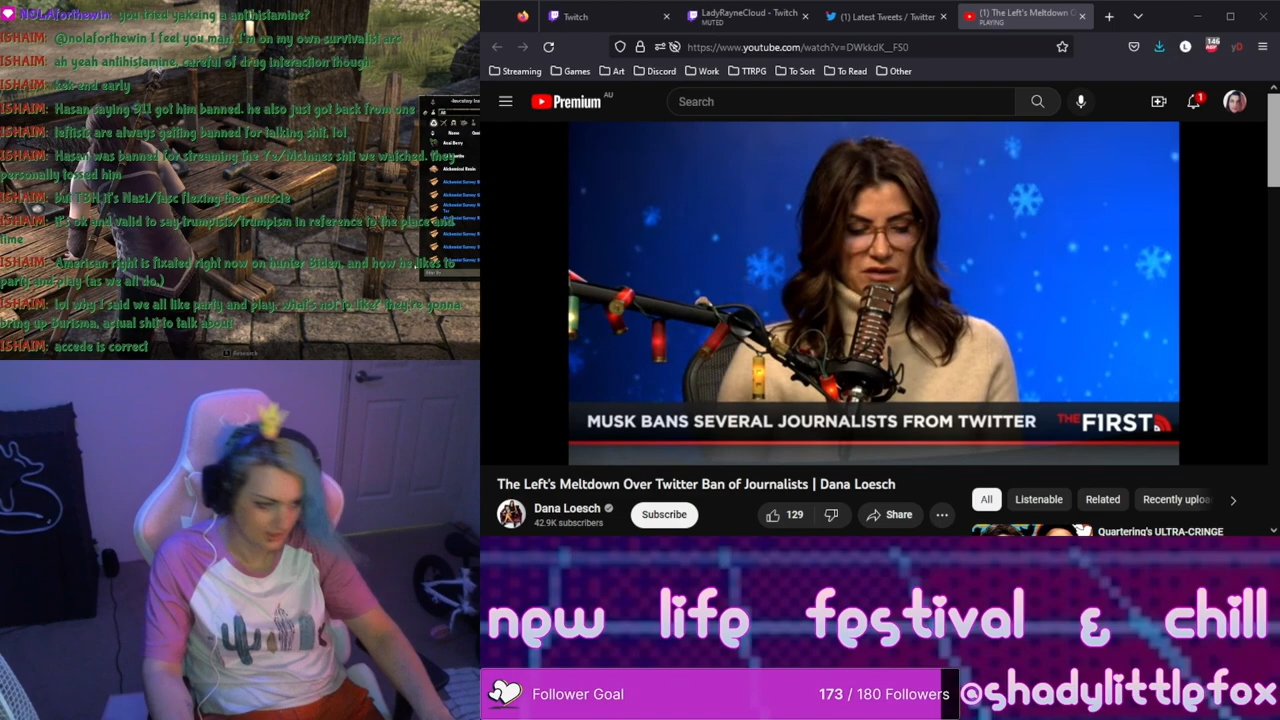 NOLAforthewin: you tried yakeing a antihistamine?
ISHAIM: @nolaforthewin I feel you man. I'm on my own survivalist arc
ISHAIM: ah yeah antihistamine. careful of drug interaction though.
ISHAIM: kek end early
ISHAIM: Hasan saying 911 got him banned. he also just got back from one
ISHAIM: leftists are always getting banned for talking shit, lol
ISHAIM: Hasan was banned for streaming the Ye/McInnes shit we watched. they
personally tossed him
ISHAIM: but TBH it's Nazi/fasc flexing their muscle
ISHAIM: it's ok and valid to say trumpists/trumpism in reference to the place and
time
ISHAIM: American right is fixated right now on hunter Biden. and how he likes to
party and play (as we all do.)
ISHAIM: lol why I said we all like party and play. what's not to like? they're gonna
bring up Burisma, actual shit to talk about
ISHAIM: accede is correct
Research
Twitch
LadyRayneCloud - Twitch
MUTED
(1) Latest Tweets / Twitter
(1) The Left's Meltdown O
PLAYING
https://www.youtube.com/watch?v=DWkkdK__F50
146
Streaming
Games
Art
Discord
Work
TTRPG
To Sort
To Read
Other
Premium AU
Search
1
MUSK BANS SEVERAL JOURNALISTS FROM TWITTER
THE FIRST
The Left's Meltdown Over Twitter Ban of Journalists | Dana Loesch
Dana Loesch
42.9K subscribers
Subscribe
129
Share
All
Listenable
Related
Recently uploa
Quartering's ULTRA-CRINGE
new life festival & chill
Follower Goal
173 / 180 Followers
@shadylittlefox